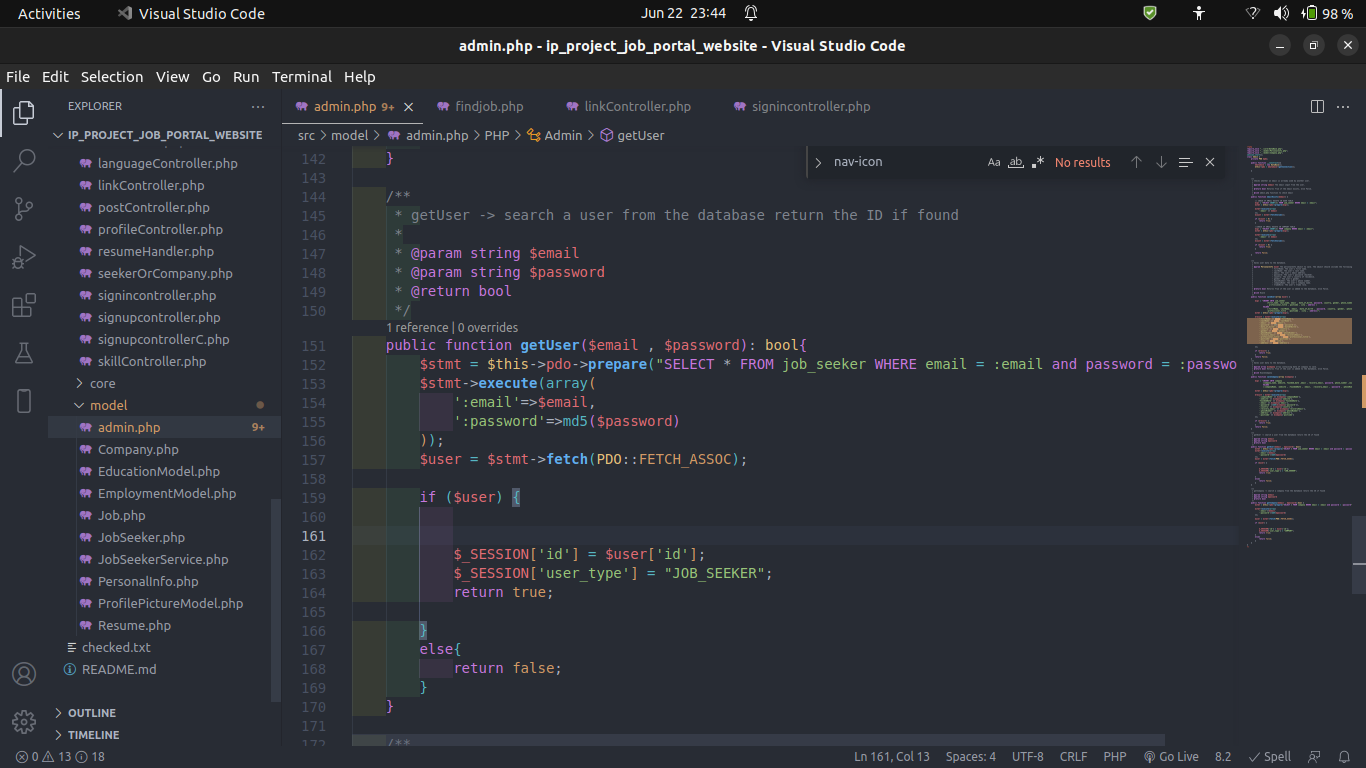 Activities Visual Studio Code Jun 22 23:44 98 %
admin.php - ip_project_job_portal_website - Visual Studio Code
File Edit Selection View Go Run Terminal Help
EXPLORER
IP_PROJECT_JOB_PORTAL_WEBSITE
languageController.php
linkController.php
postController.php
profileController.php
resumeHandler.php
seekerOrCompany.php
signincontroller.php
signupcontroller.php
signupcontrollerC.php
skillController.php
core
model
admin.php 9+
Company.php
EducationModel.php
EmploymentModel.php
Job.php
JobSeeker.php
JobSeekerService.php
PersonalInfo.php
ProfilePictureModel.php
Resume.php
checked.txt
README.md
OUTLINE
TIMELINE
admin.php 9+ findjob.php linkController.php signincontroller.php
src > model > admin.php > PHP > Admin > getUser
nav-icon Aa ab .* No results
142 }
143
144 /**
145 * getUser -> search a user from the database return the ID if found
146 *
147 * @param string $email
148 * @param string $password
149 * @return bool
150 */
1 reference | 0 overrides
151 public function getUser($email , $password): bool{
152 $stmt = $this->pdo->prepare("SELECT * FROM job_seeker WHERE email = :email and password = :passwo
153 $stmt->execute(array(
154 ':email'=>$email,
155 ':password'=>md5($password)
156 ));
157 $user = $stmt->fetch(PDO::FETCH_ASSOC);
158
159 if ($user) {
160
161
162 $_SESSION['id'] = $user['id'];
163 $_SESSION['user_type'] = "JOB_SEEKER";
164 return true;
165
166 }
167 else{
168 return false;
169 }
170 }
171
172 /**
0 13 18 Ln 161, Col 13 Spaces: 4 UTF-8 CRLF PHP Go Live 8.2 Spell